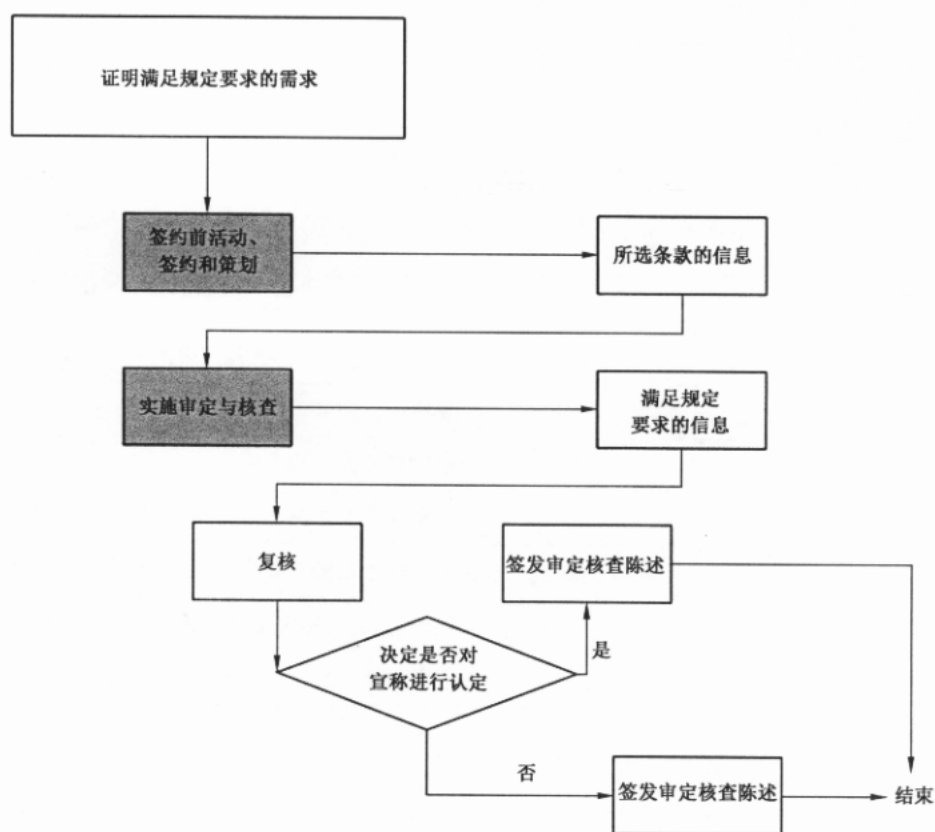 证明满足规定要求的需求
签约前活动、
签约和策划
所选条款的信息
实施审定与核查
满足规定
要求的信息
复核
签发审定核查陈述
决定是否对
宣称进行认定
是
否
签发审定核查陈述
结束